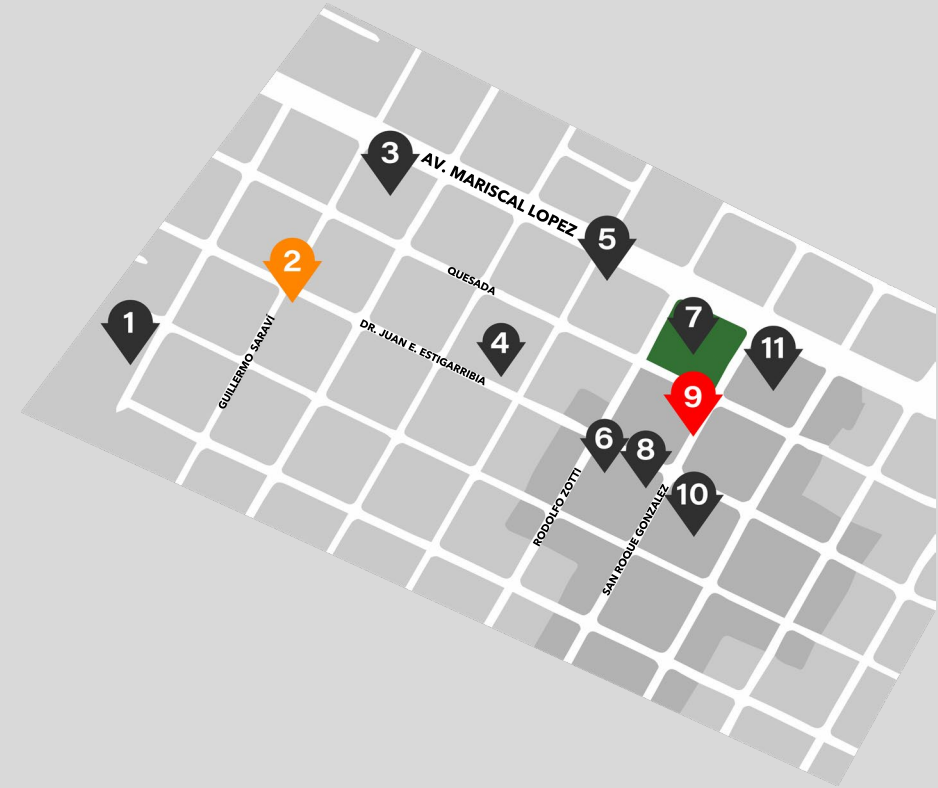 3
AV. MARISCAL LOPEZ
5
2
QUESADA
1
GUILLERMO SARAVÍ
DR. JUAN E. ESTIGARRIBIA
4
7
11
9
6
8
10
RODOLFO ZOTTI
SAN ROQUE GONZALEZ